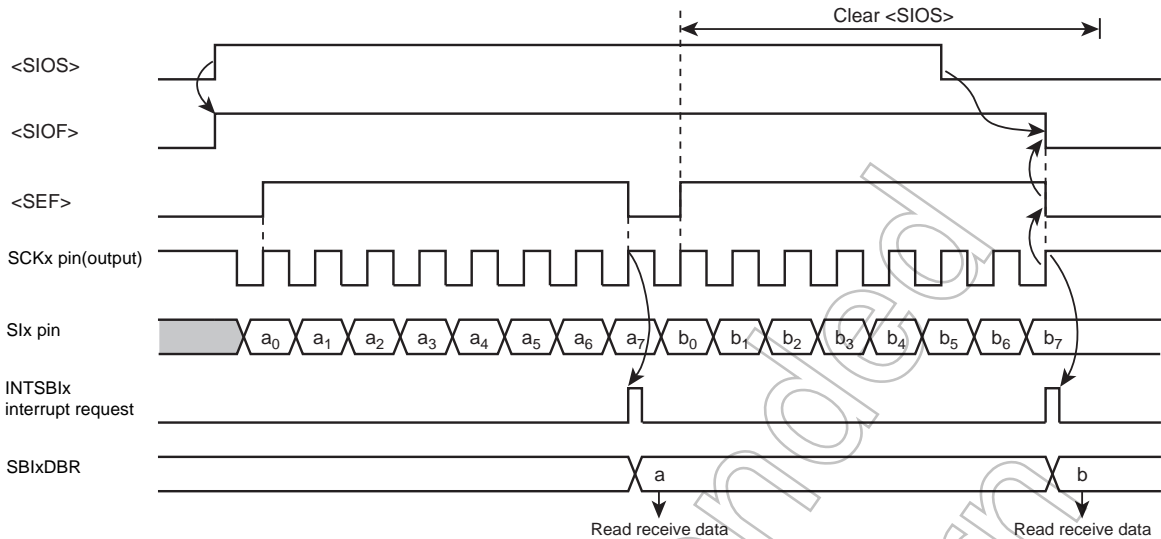 Clear <SIOS>
<SIOS>
<SIOF>
<SEF>
SCKx pin(output)
SIx pin
a0 a1 a2 a3 a4 a5 a6 a7 b0 b1 b2 b3 b4 b5 b6 b7
INTSBIx
interrupt request
SBIxDBR
a b
Read receive data Read receive data